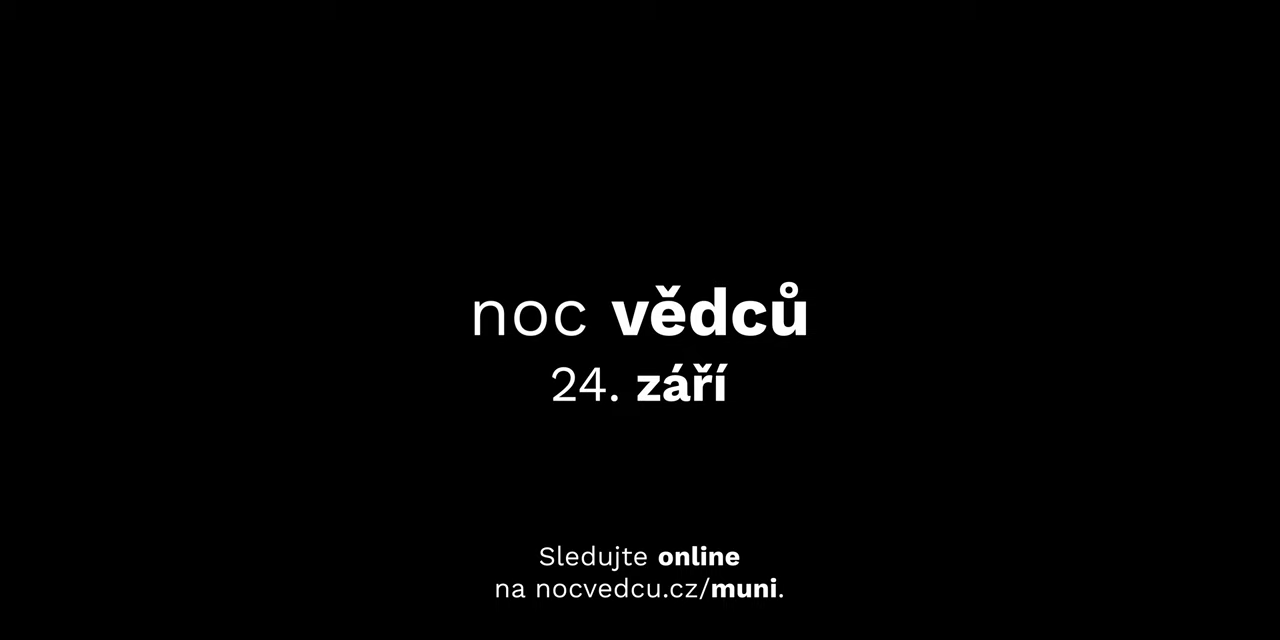 noc vědců
24. září
Sledujte online
na nocvedcu.cz/muni.